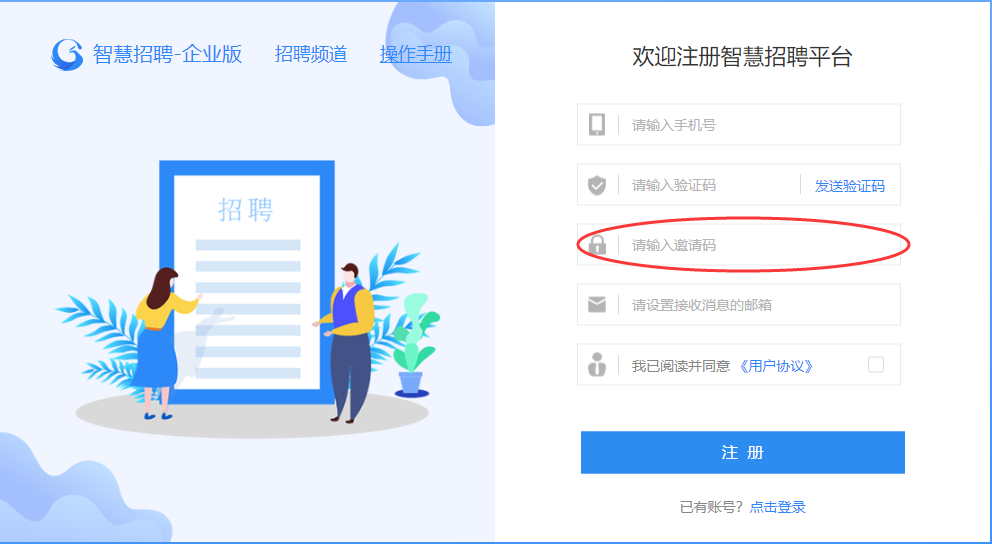 智慧招聘-企业版 招聘频道 操作手册
招聘
欢迎注册智慧招聘平台
请输入手机号
请输入验证码 发送验证码
请输入邀请码
请设置接收消息的邮箱
我已阅读并同意 《用户协议》
注 册
已有账号? 点击登录